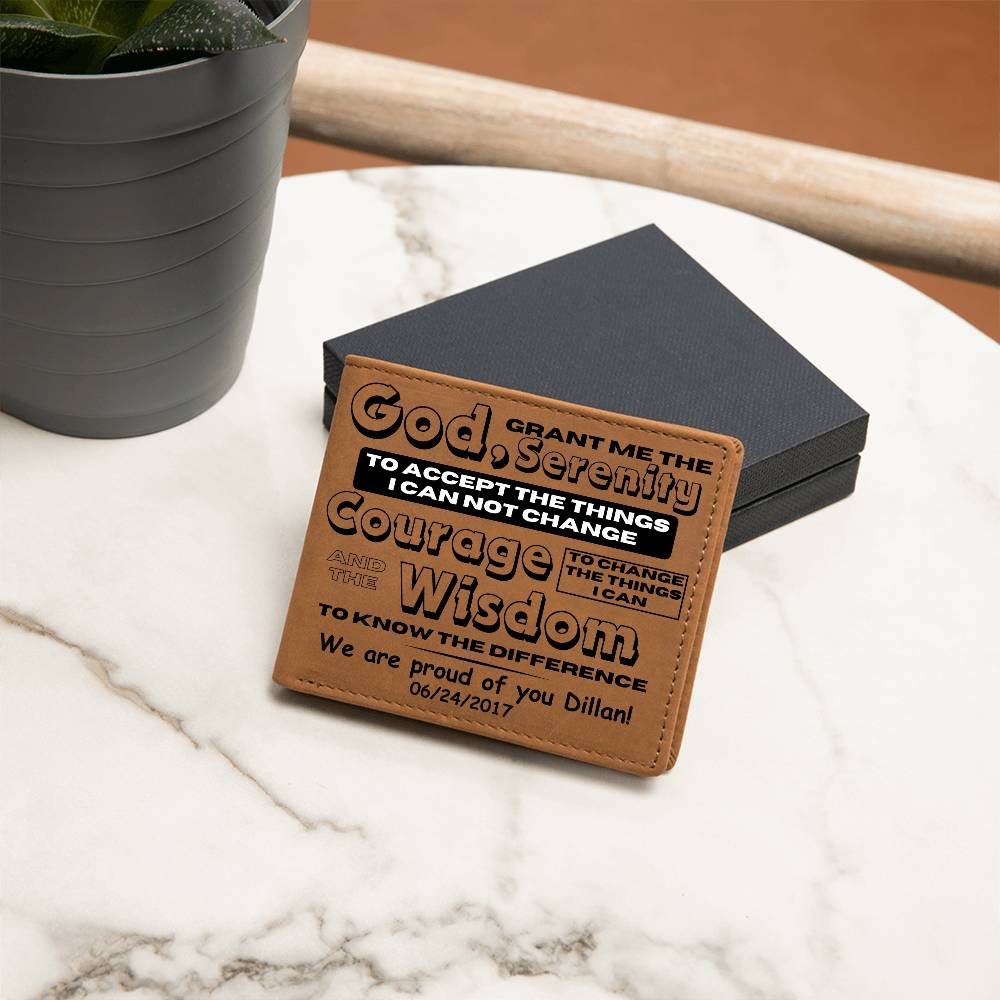 God, GRANT ME THE
Serenity
TO ACCEPT THE THINGS
I CAN NOT CHANGE
Courage
TO CHANGE
THE THINGS
I CAN
AND
THE
Wisdom
TO KNOW THE DIFFERENCE
We are proud of you Dillan!
06/24/2017